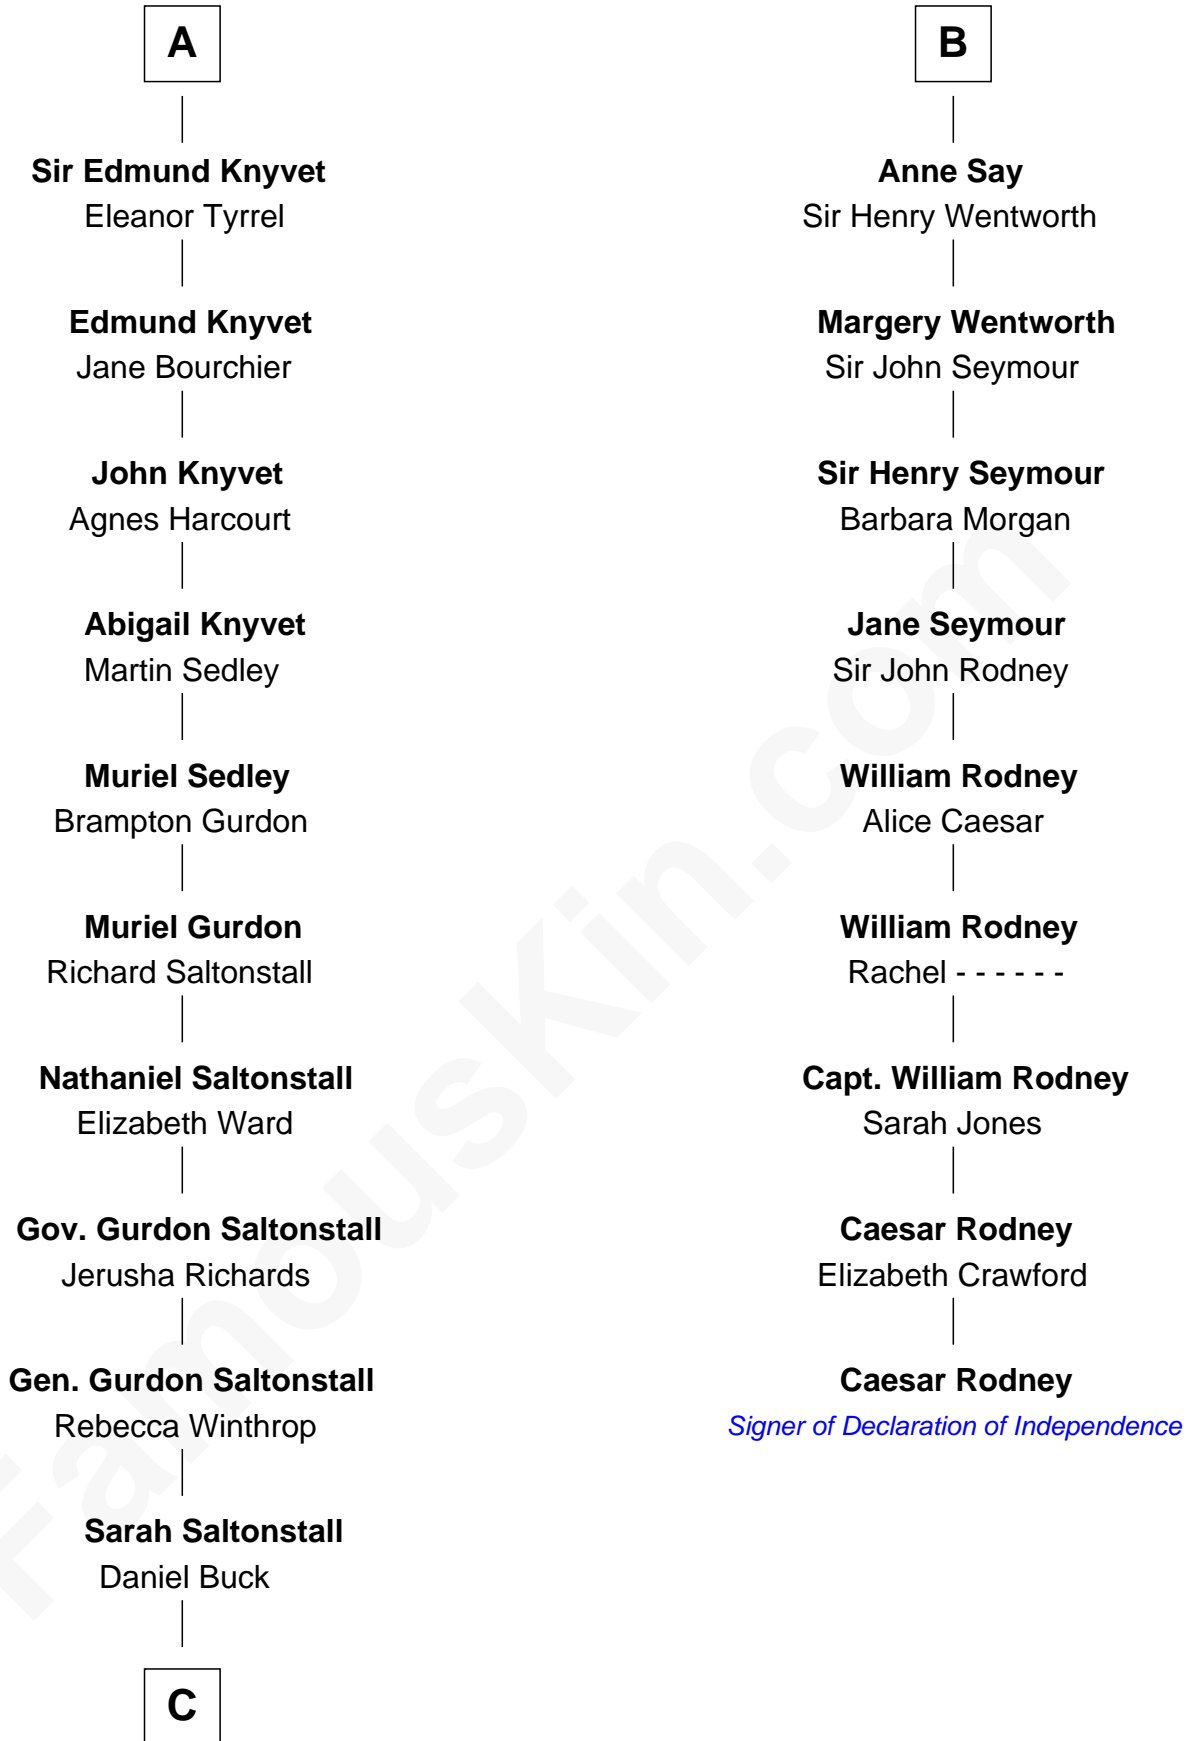 A
Sir Edmund Knyvet
Eleanor Tyrrel
Edmund Knyvet
Jane Bourchier
John Knyvet
Agnes Harcourt
Abigail Knyvet
Martin Sedley
Muriel Sedley
Brampton Gurdon
Muriel Gurdon
Richard Saltonstall
Nathaniel Saltonstall
Elizabeth Ward
Gov. Gurdon Saltonstall
Jerusha Richards
Gen. Gurdon Saltonstall
Rebecca Winthrop
Sarah Saltonstall
Daniel Buck
C
B
Anne Say
Sir Henry Wentworth
Margery Wentworth
Sir John Seymour
Sir Henry Seymour
Barbara Morgan
Jane Seymour
Sir John Rodney
William Rodney
Alice Caesar
William Rodney
Rachel - - - - - -
Capt. William Rodney
Sarah Jones
Caesar Rodney
Elizabeth Crawford
Caesar Rodney
Signer of Declaration of Independence
FamousKin.com